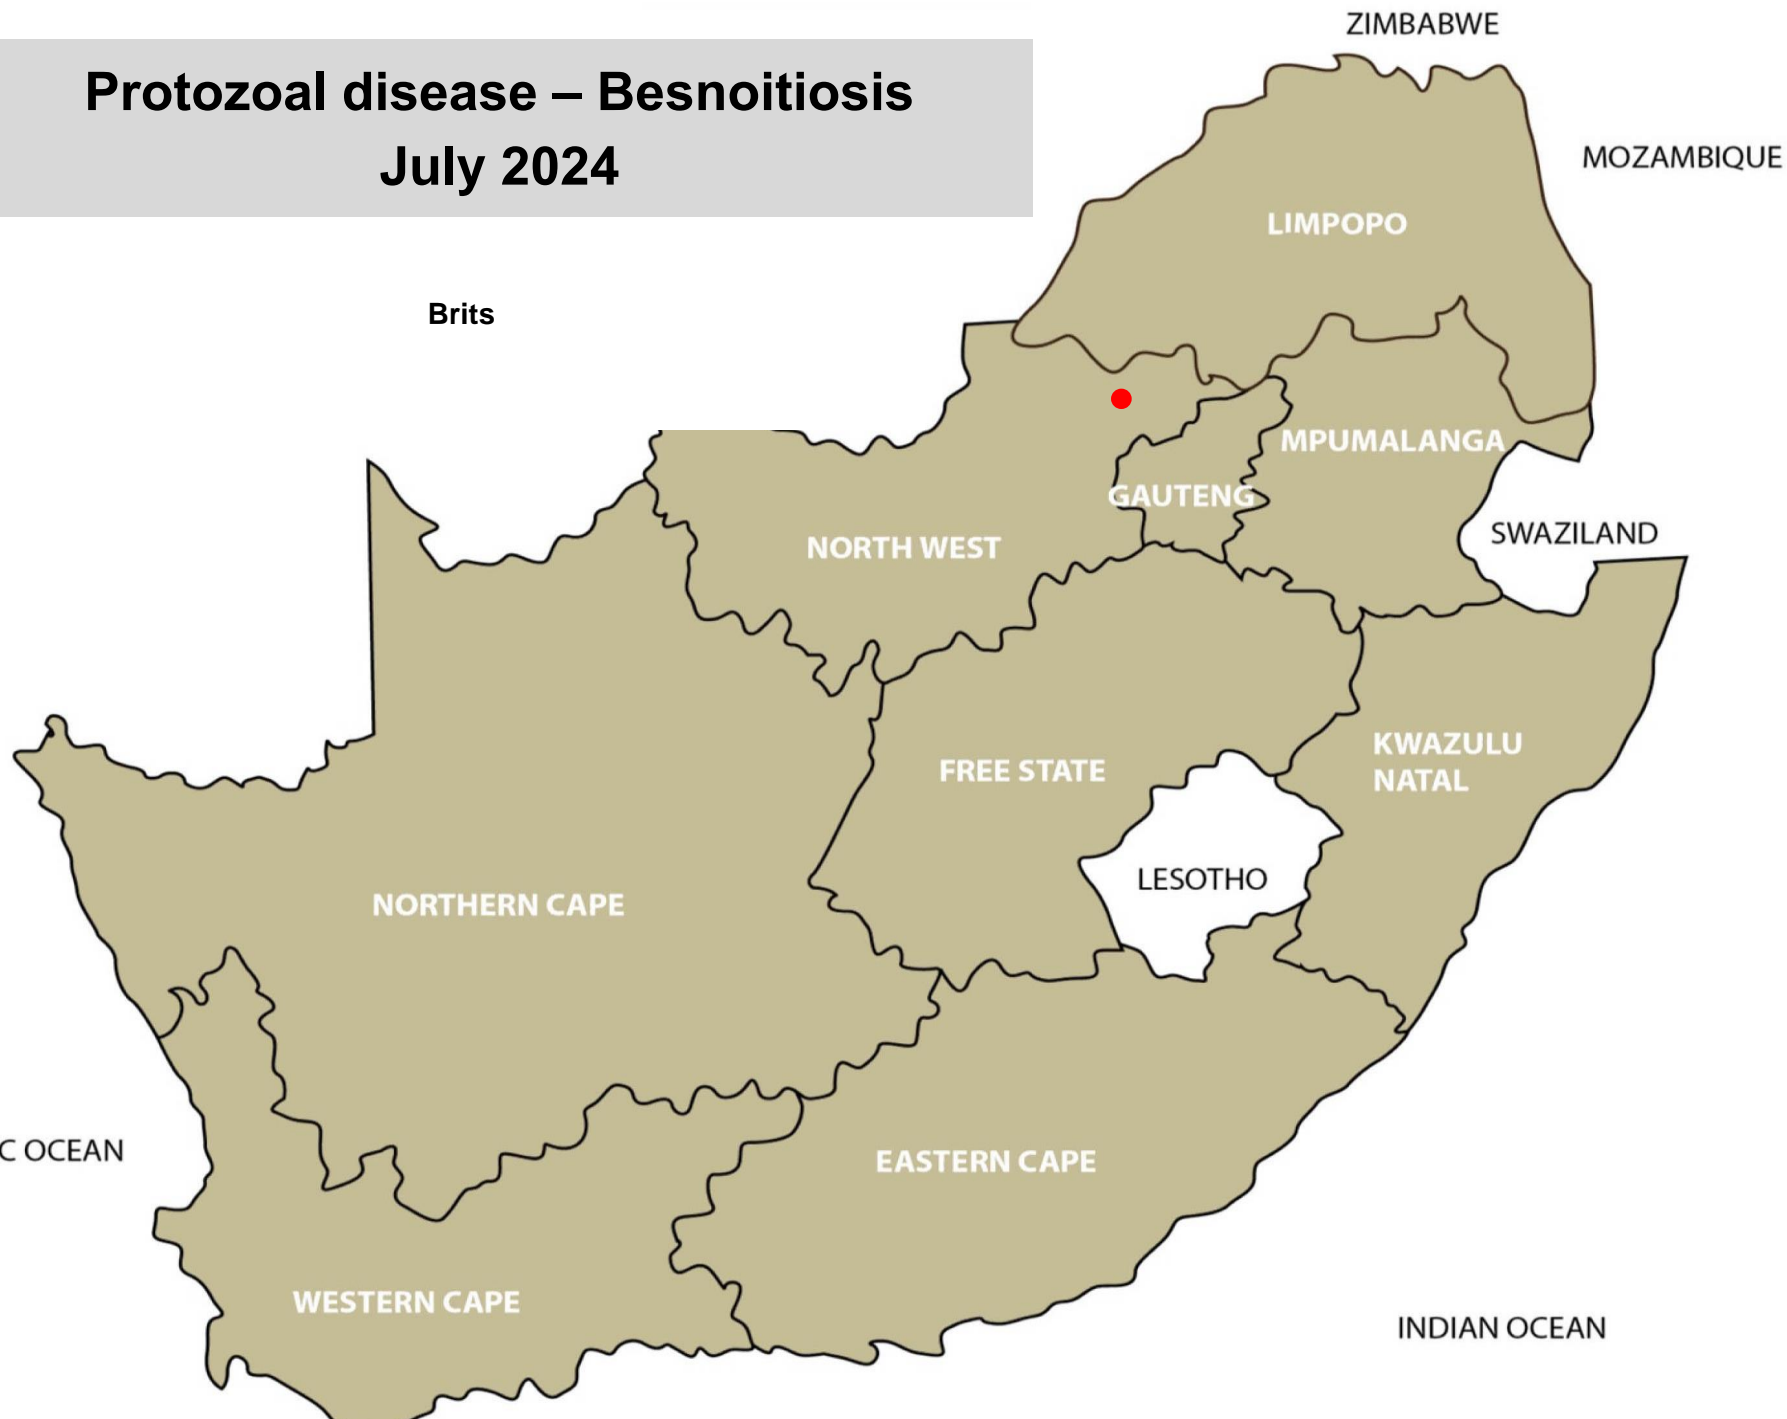 ZIMBABWE
Protozoal disease – Besnoitiosis
July 2024
MOZAMBIQUE
LIMPOPO
Brits
MPUMALANGA
GAUTENG
SWAZILAND
NORTH WEST
KWAZULU
NATAL
FREE STATE
LESOTHO
NORTHERN CAPE
C OCEAN
EASTERN CAPE
WESTERN CAPE
INDIAN OCEAN